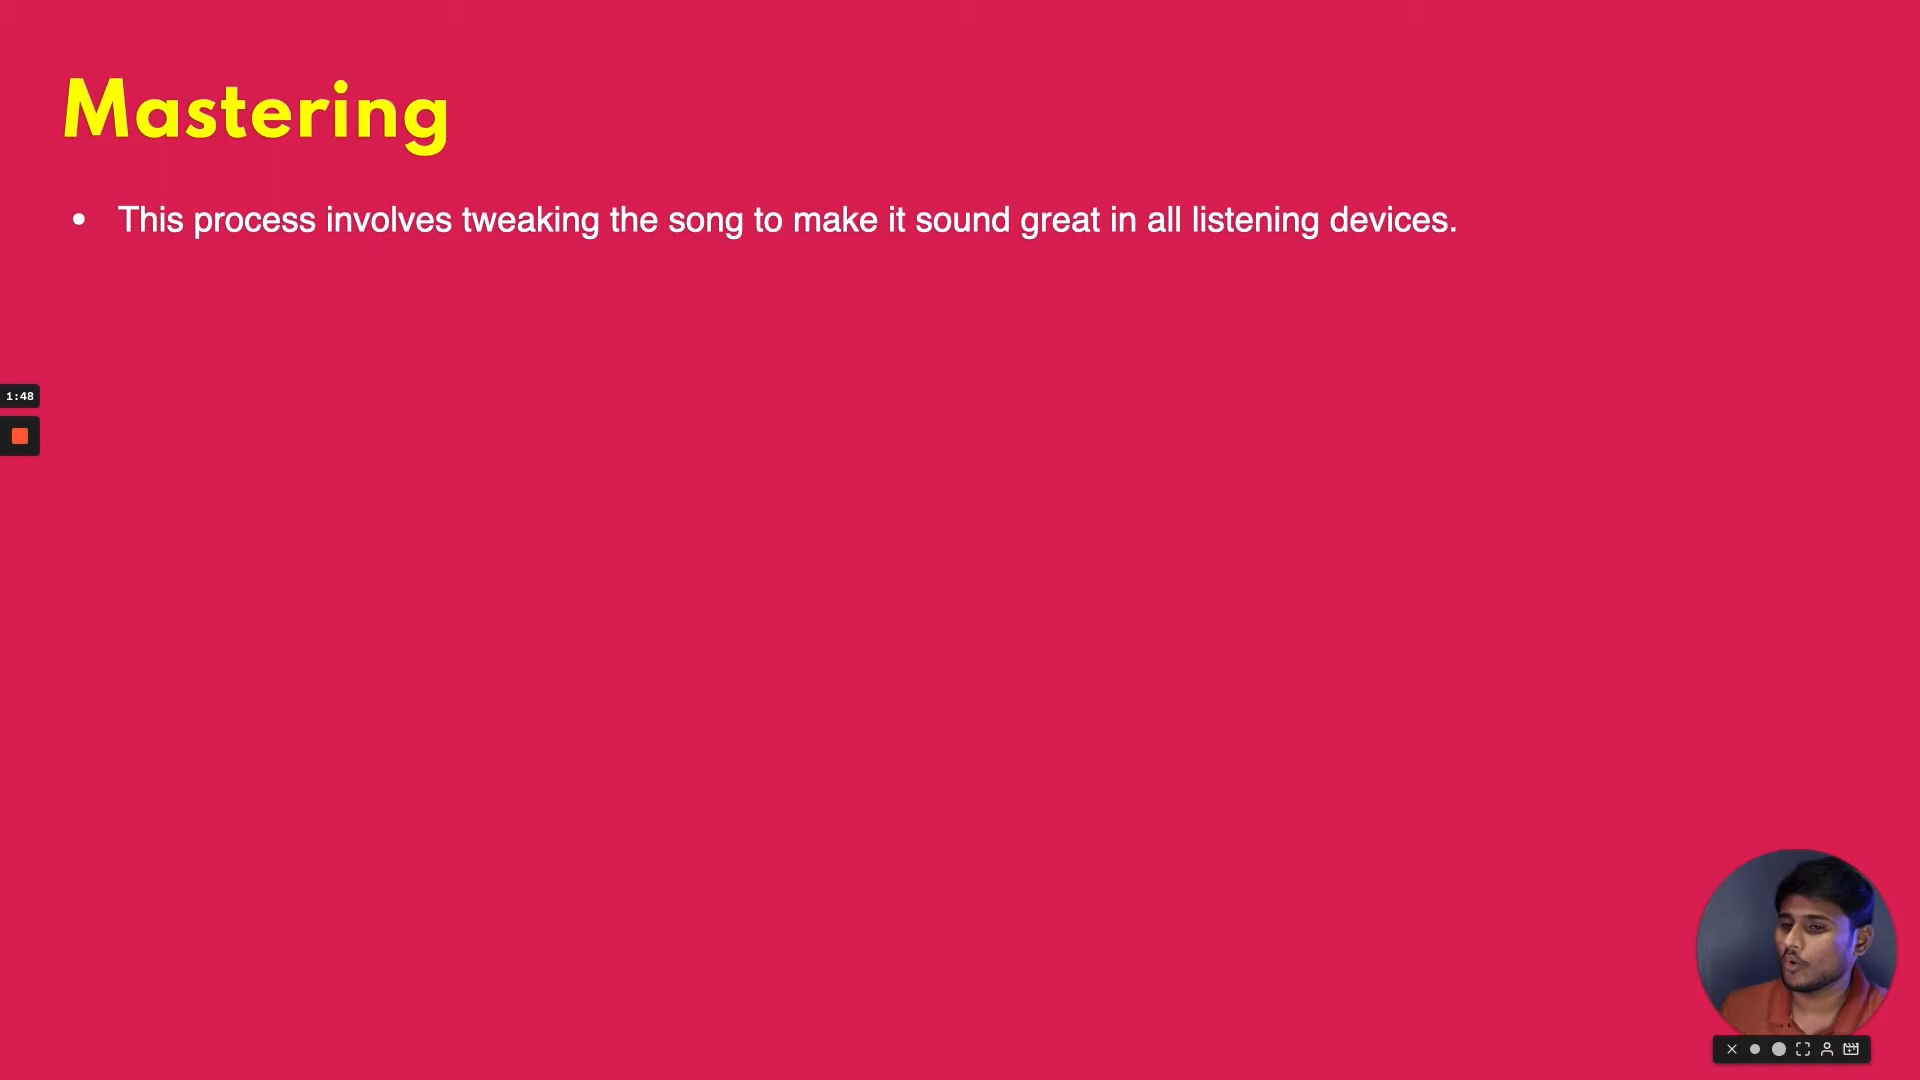 Mastering
• This process involves tweaking the song to make it sound great in all listening devices.
1:48